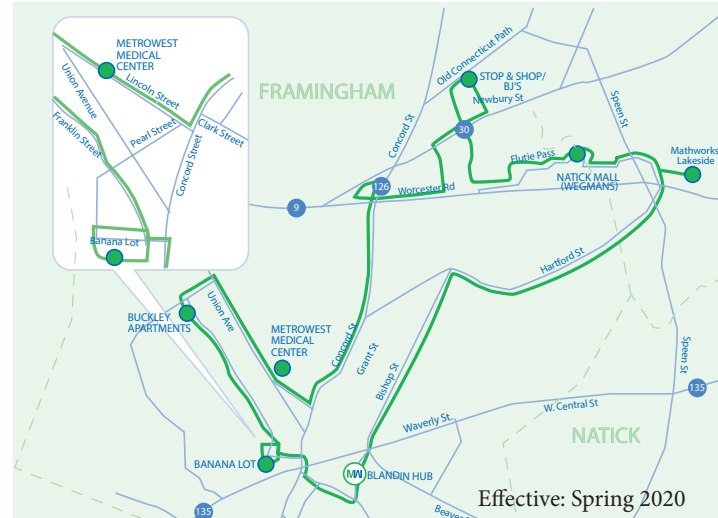 METROWEST
MEDICAL
CENTER
Lincoln Street
Union Avenue
Franklin Street
Pearl Street
Clark Street
Concord Street
Banana Lot
FRAMINGHAM
Old Connecticut Path
STOP & SHOP/
BJ'S
Newbury St
Concord St
30
Speen St
Flutie Pass
Mathworks
Lakeside
NATICK MALL
(WEGMANS)
126
Worcester Rd
9
Hartford St
Union Ave
BUCKLEY
APARTMENTS
METROWEST
MEDICAL
CENTER
Concord St
Grant St
Bishop St
Speen St
135
W. Central St
Waverly St.
NATICK
BANANA LOT
MW
BLANDIN HUB
Effective: Spring 2020
135